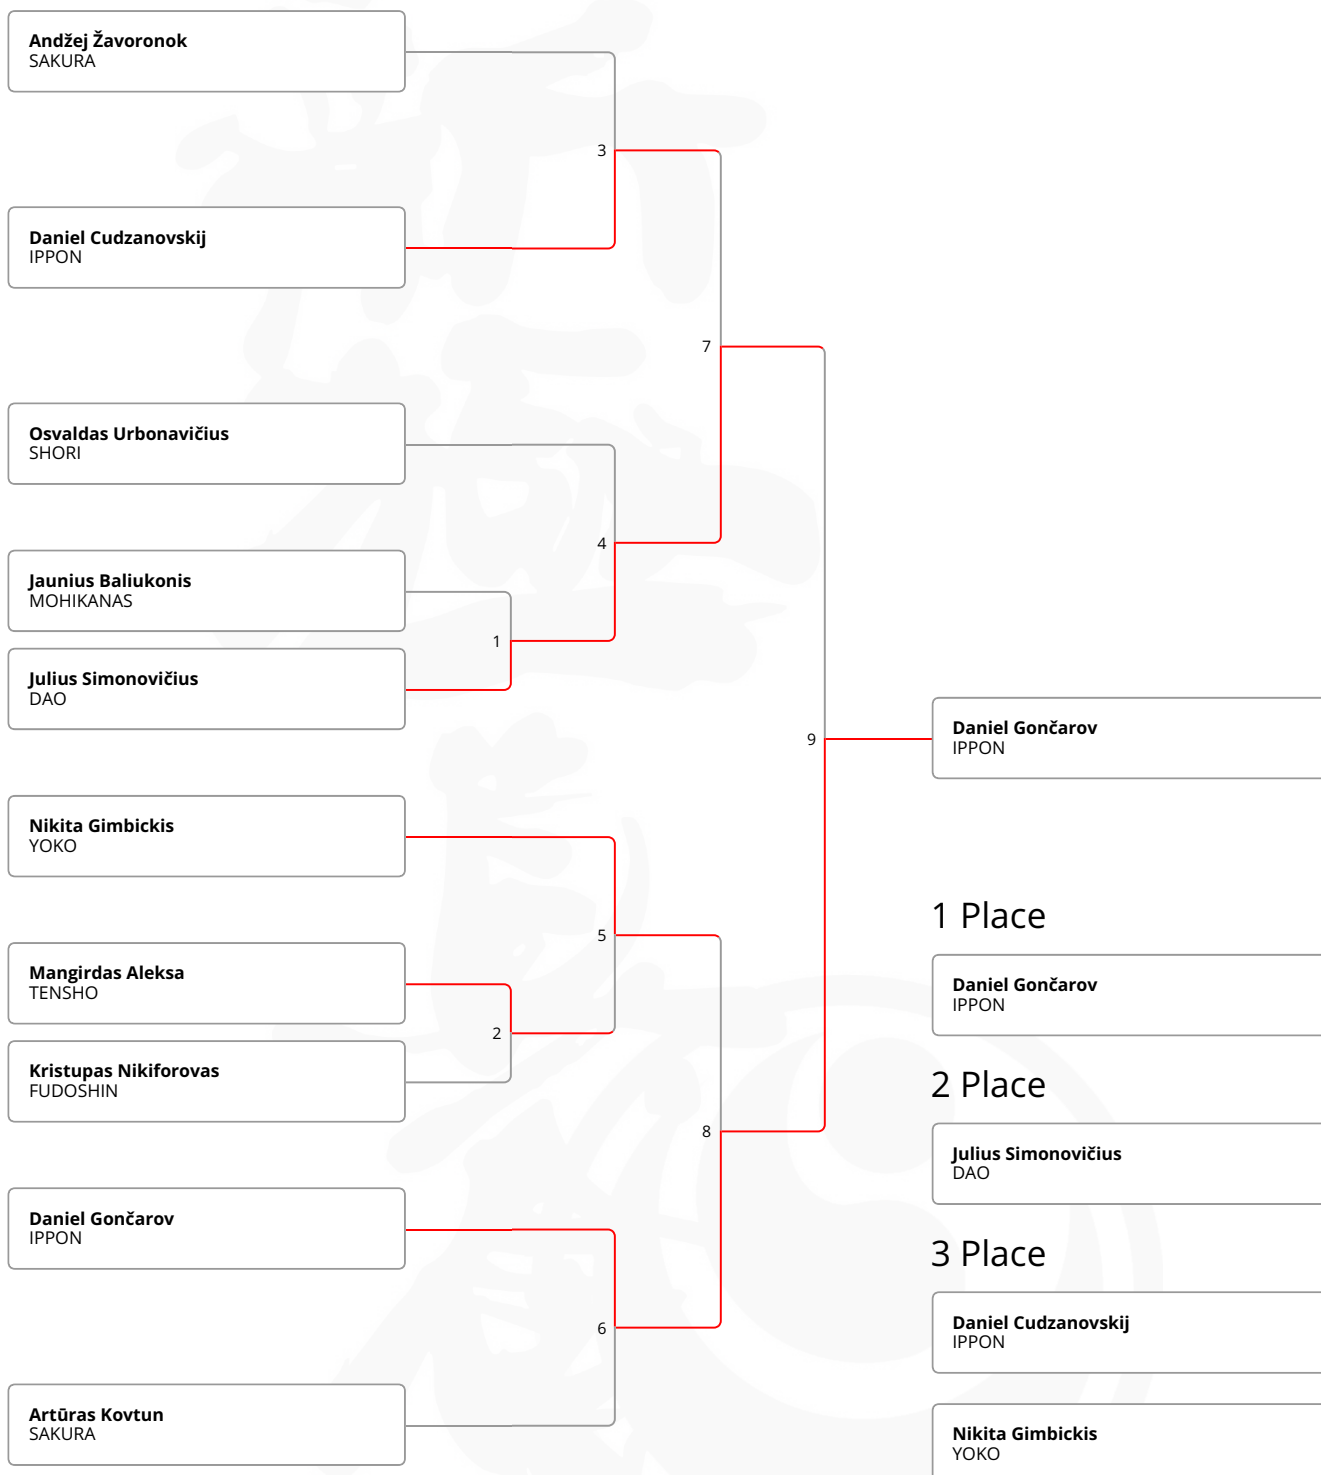 Andžej Žavoronok
SAKURA
3
Daniel Cudzanovskij
IPPON
7
Osvaldas Urbonavičius
SHORI
4
Jaunius Baliukonis
MOHIKANAS
1
Julius Simonovičius
DAO
9
Daniel Gončarov
IPPON
Nikita Gimbickis
YOKO
5
Mangirdas Aleksa
TENSHO
2
Kristupas Nikiforovas
FUDOSHIN
8
Daniel Gončarov
IPPON
6
Artūras Kovtun
SAKURA
1 Place
Daniel Gončarov
IPPON
2 Place
Julius Simonovičius
DAO
3 Place
Daniel Cudzanovskij
IPPON
Nikita Gimbickis
YOKO